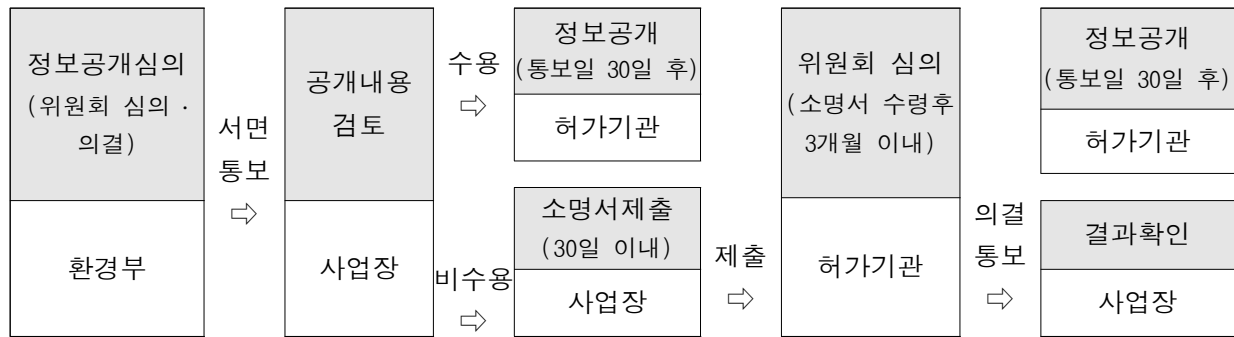 정보공개심의
(위원회 심의 ·
의결)
환경부
서면
통보
⇨
공개내용
검토
사업장
수용
⇨
정보공개
(통보일 30일 후)
허가기관
비수용
⇨
소명서제출
(30일 이내)
사업장
제출
⇨
위원회 심의
(소명서 수령후
3개월 이내)
허가기관
의결
통보
⇨
정보공개
(통보일 30일 후)
허가기관
결과확인
사업장